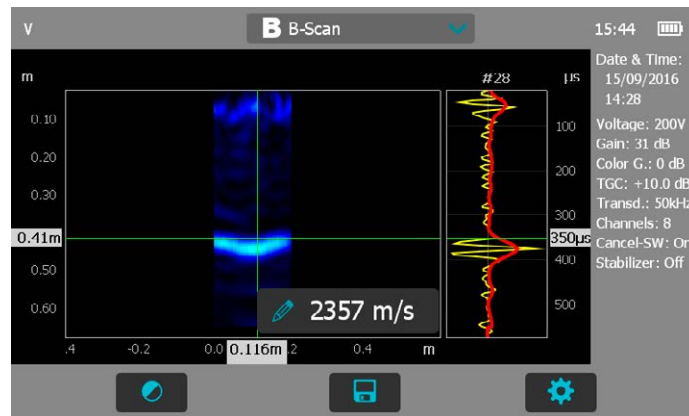 V
B B-Scan
15:44
m
#28
µs
0.10
0.20
0.30
0.41m
0.50
0.60
100
200
300
350µs
400
500
2357 m/s
.4
-0.2
0.0
0.116m
.2
0.4
m
Date & Time:
15/09/2016
14:28
Voltage: 200V
Gain: 31 dB
Color G.: 0 dB
TGC: +10.0 dB
Transd.: 50kHz
Channels: 8
Cancel-SW: On
Stabilizer: Off